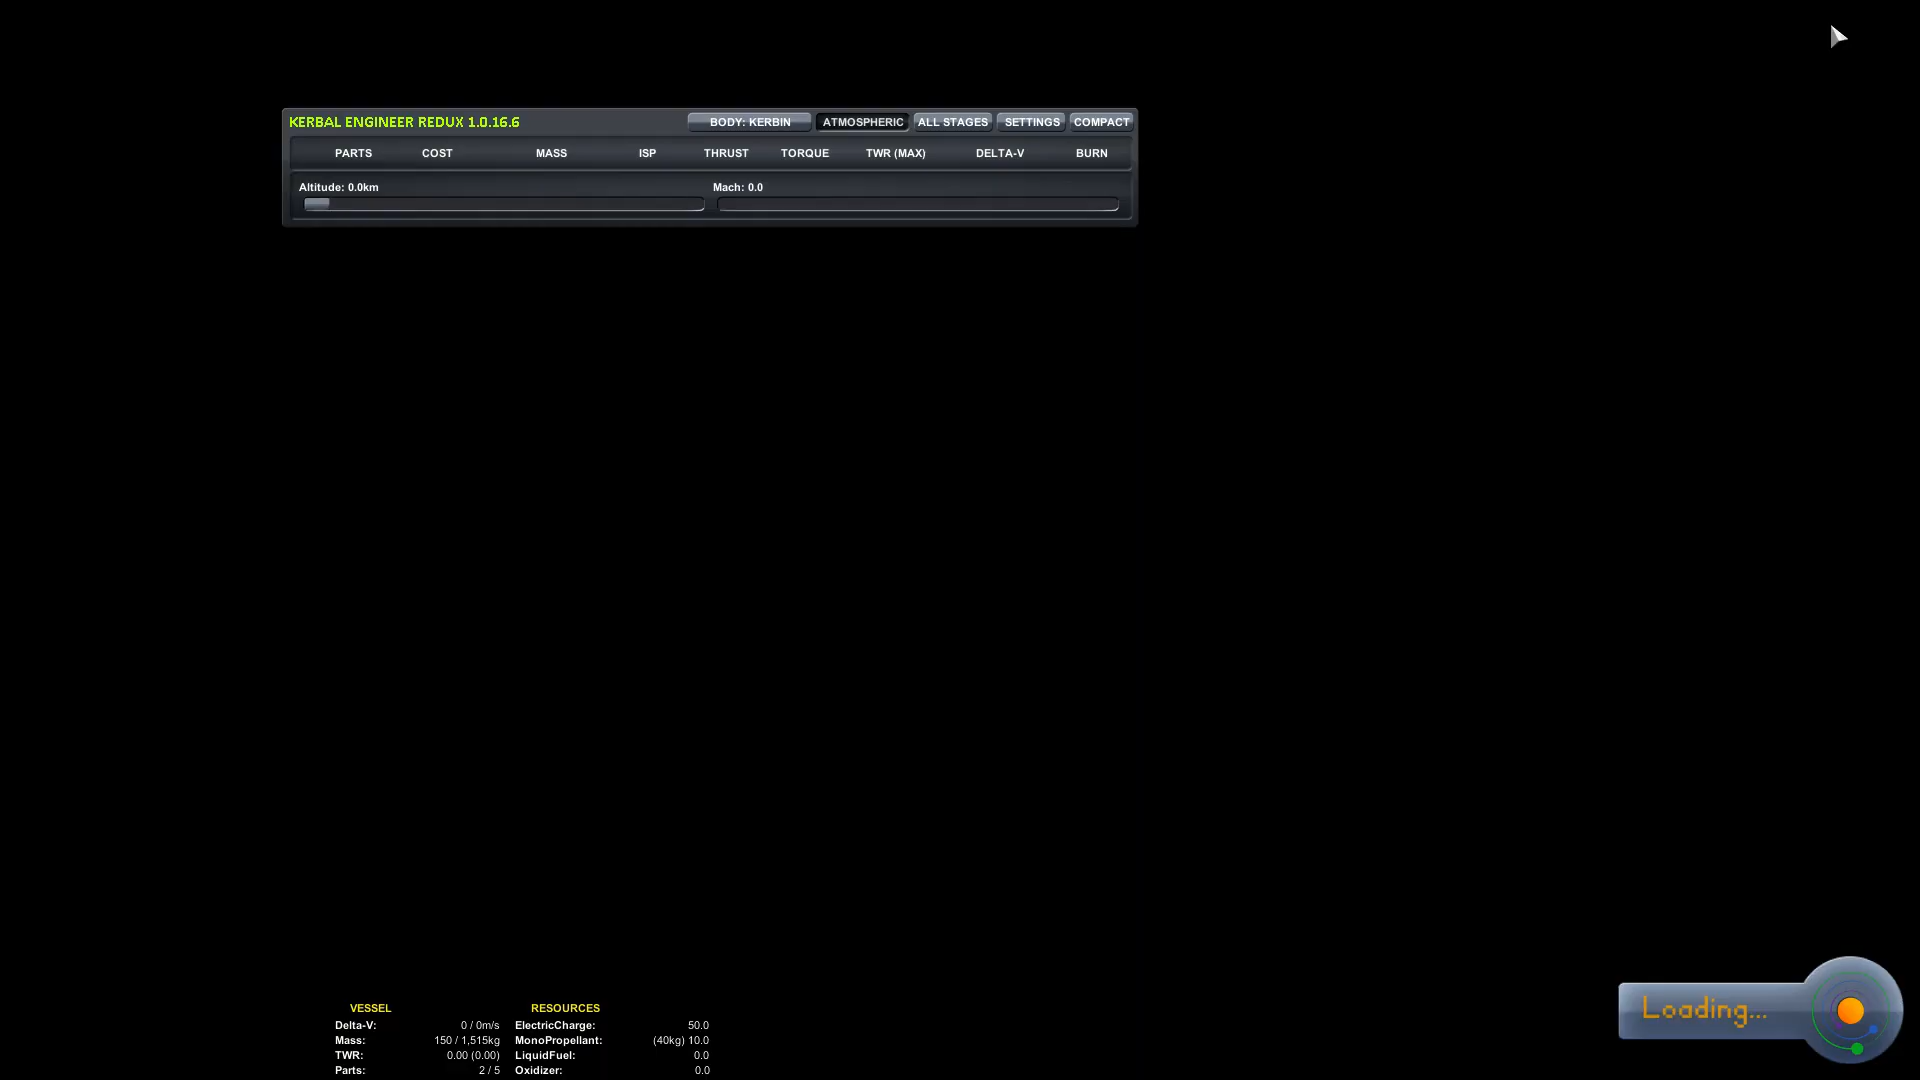 KERBAL ENGINEER REDUX 1.0.16.6 BODY: KERBIN ATMOSPHERIC ALL STAGES SETTINGS COMPACT
PARTS COST MASS ISP THRUST TORQUE TWR (MAX) DELTA-V BURN
Altitude: 0.0km Mach: 0.0
VESSEL RESOURCES
Delta-V: 0 / 0m/s ElectricCharge: 50.0
Mass: 150 / 1,515kg MonoPropellant: (40kg) 10.0
TWR: 0.00 (0.00) LiquidFuel: 0.0
Parts: 2 / 5 Oxidizer: 0.0
Loading...